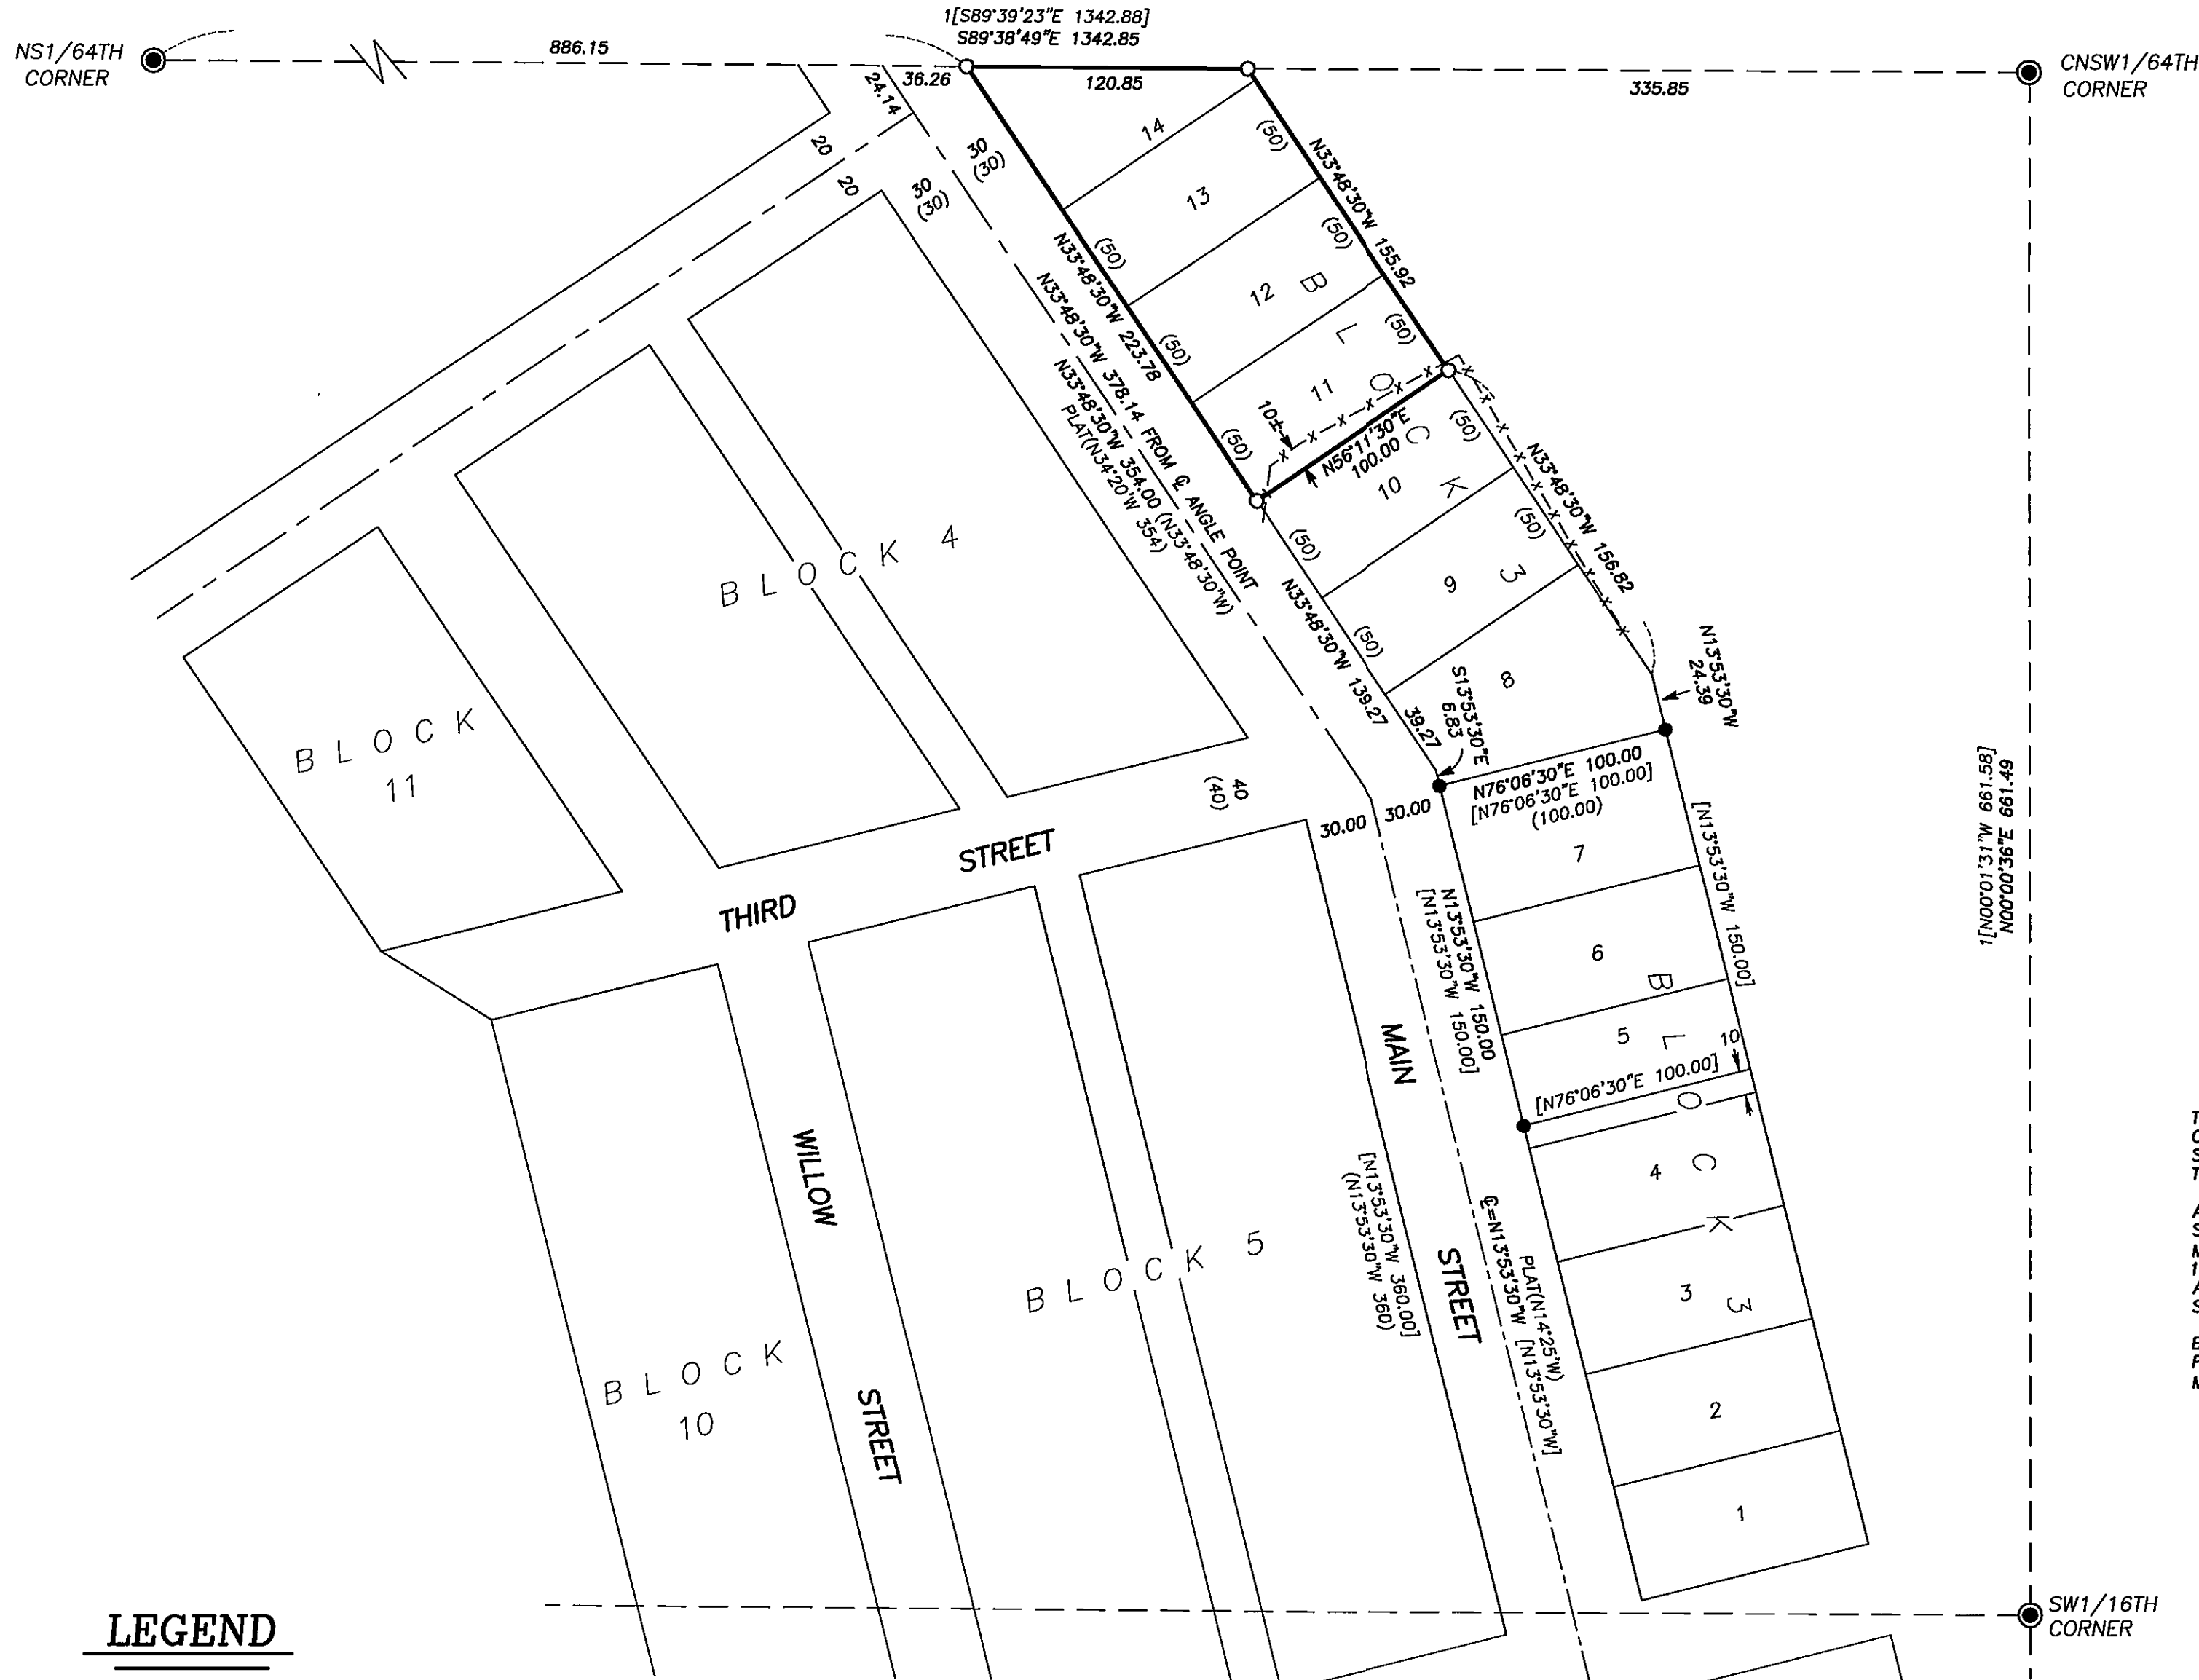 1[S89°39'23"E 1342.88]
S89°38'49"E 1342.85
NS1/64TH
CORNER
886.15
36.26
120.85
335.85
CNSW1/64TH
CORNER
24.14
20
20
30
(30)
30
(30)
14
(50)
N33°48'30"W 155.92
13
(50)
(50)
N33°48'30"W 223.78
12
(50)
(50)
11
10±
N56°11'30"E
100.00
(50)
N33°48'30"W 378.14 FROM ℄ ANGLE POINT
N33°48'30"W 354.00 (N33°48'30"W)
PLAT(N34°20'W 354)
BLOCK 3
10
(50)
(50)
N33°48'30"W 156.82
(50)
9
(50)
N33°48'30"W 139.27
39.27
8
S13°53'30"E
6.83
N13°53'30"W
24.39
BLOCK 4
BLOCK
11
40
(40)
30.00
30.00
N76°06'30"E 100.00
[N76°06'30"E 100.00]
(100.00)
[N13°53'30"W 150.00]
1[N00°01'31"W 661.58]
N00°00'36"E 661.49
THIRD STREET
7
N13°53'30"W 150.00
[N13°53'30"W 150.00]
6
5
10
[N76°06'30"E 100.00]
MAIN STREET
WILLOW STREET
BLOCK 3
4
3
2
1
[N13°53'30"W 360.00]
(N13°53'30"W 360)
PLAT(N14°25'W)
℄=N13°53'30"W [N13°53'30"W]
BLOCK 5
BLOCK
10
SW1/16TH
CORNER
LEGEND